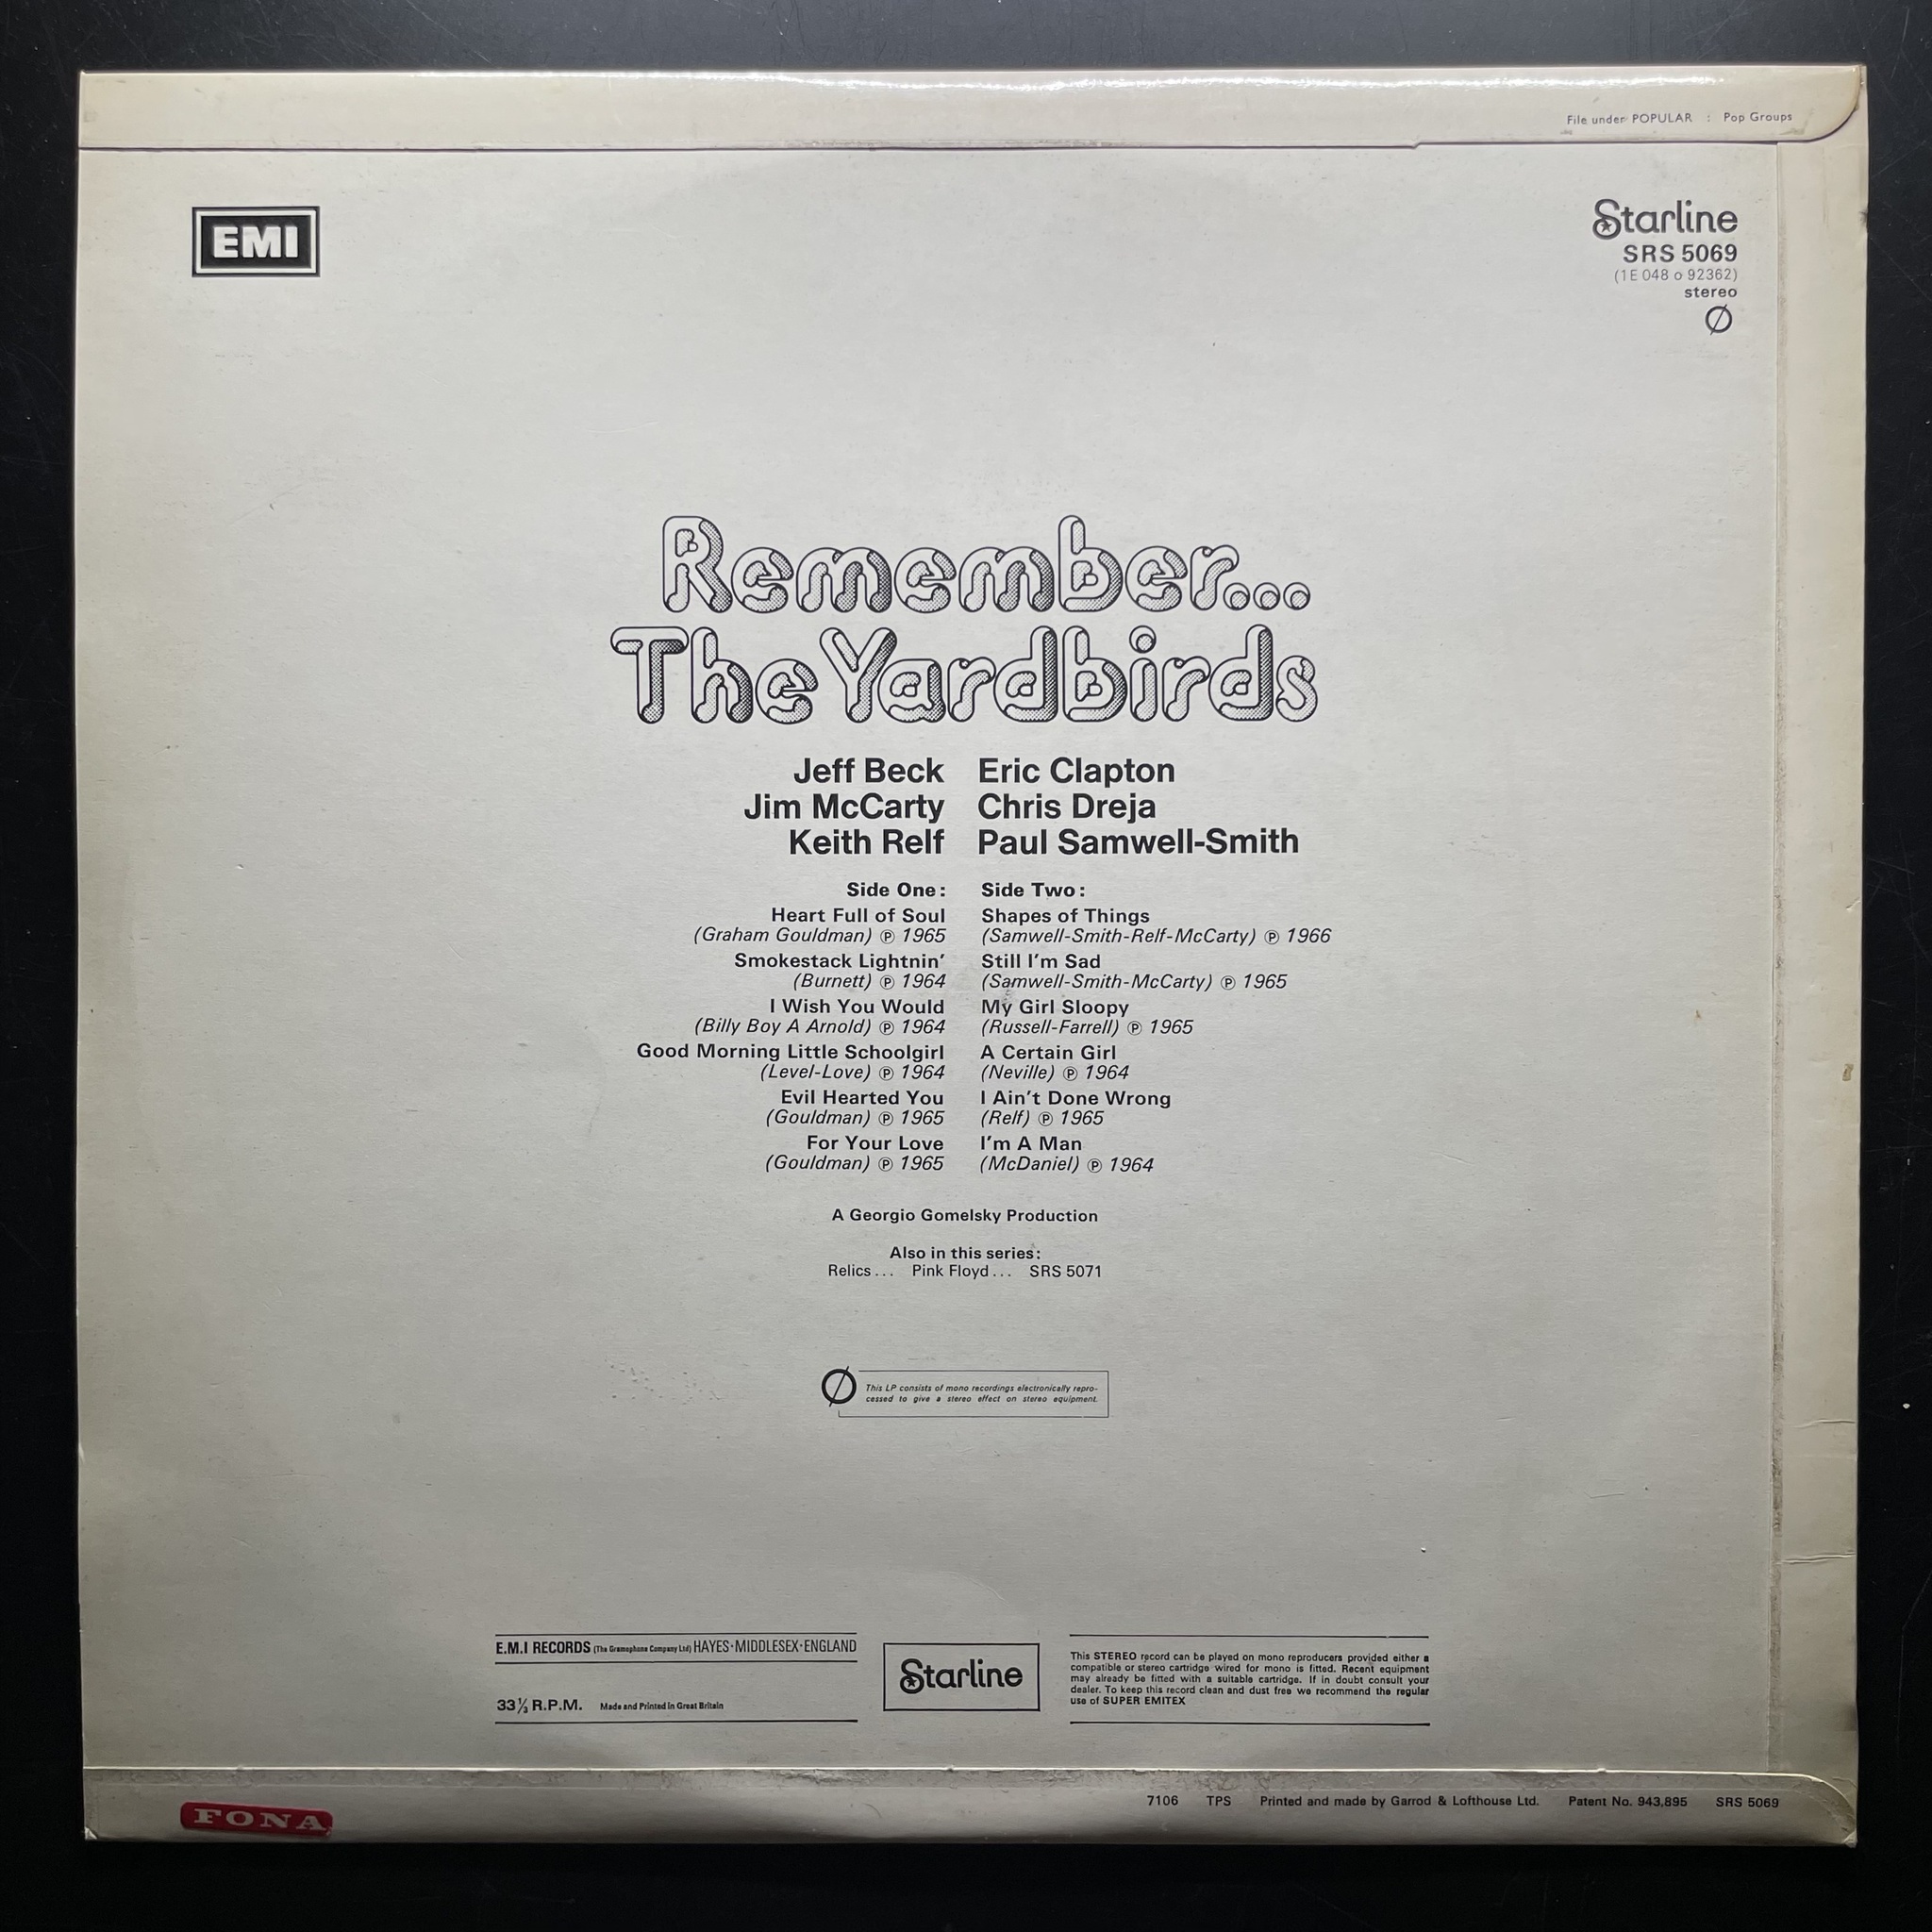 File under POPULAR : Pop Groups
EMI
Starline
SRS 5069
(1E 048 o 92362)
stereo
Remember...
The Yardbirds
Jeff Beck Eric Clapton
Jim McCarty Chris Dreja
Keith Relf Paul Samwell-Smith
Side One: Side Two:
Heart Full of Soul Shapes of Things
(Graham Gouldman) ℗ 1965 (Samwell-Smith-Relf-McCarty) ℗ 1966
Smokestack Lightnin' Still I'm Sad
(Burnett) ℗ 1964 (Samwell-Smith-McCarty) ℗ 1965
I Wish You Would My Girl Sloopy
(Billy Boy A Arnold) ℗ 1964 (Russell-Farrell) ℗ 1965
Good Morning Little Schoolgirl A Certain Girl
(Level-Love) ℗ 1964 (Neville) ℗ 1964
Evil Hearted You I Ain't Done Wrong
(Gouldman) ℗ 1965 (Relf) ℗ 1965
For Your Love I'm A Man
(Gouldman) ℗ 1965 (McDaniel) ℗ 1964
A Georgio Gomelsky Production
Also in this series:
Relics... Pink Floyd... SRS 5071
This LP consists of mono recordings electronically repro-
cessed to give a stereo effect on stereo equipment.
E.M.I RECORDS (The Gramophone Company Ltd) HAYES·MIDDLESEX·ENGLAND
33⅓ R.P.M. Made and Printed in Great Britain
Starline
This STEREO record can be played on mono reproducers provided either a
compatible or stereo cartridge wired for mono is fitted. Recent equipment
may already be fitted with a suitable cartridge. If in doubt consult your
dealer. To keep this record clean and dust free we recommend the regular
use of SUPER EMITEX
FONA
7106 TPS Printed and made by Garrod & Lofthouse Ltd. Patent No. 943,895 SRS 5069